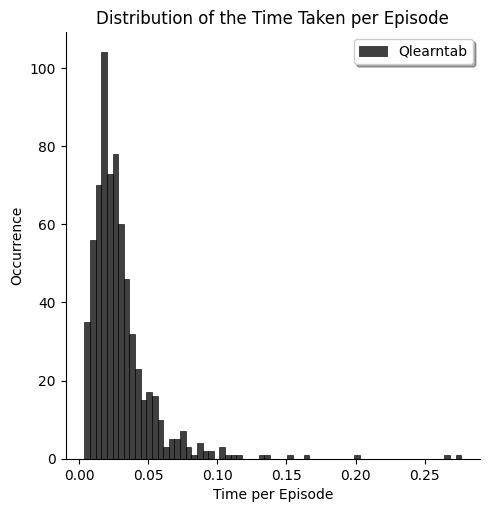 Distribution of the Time Taken per Episode
Qlearntab
Occurrence
100
80
60
40
20
0
0.00 0.05 0.10 0.15 0.20 0.25
Time per Episode